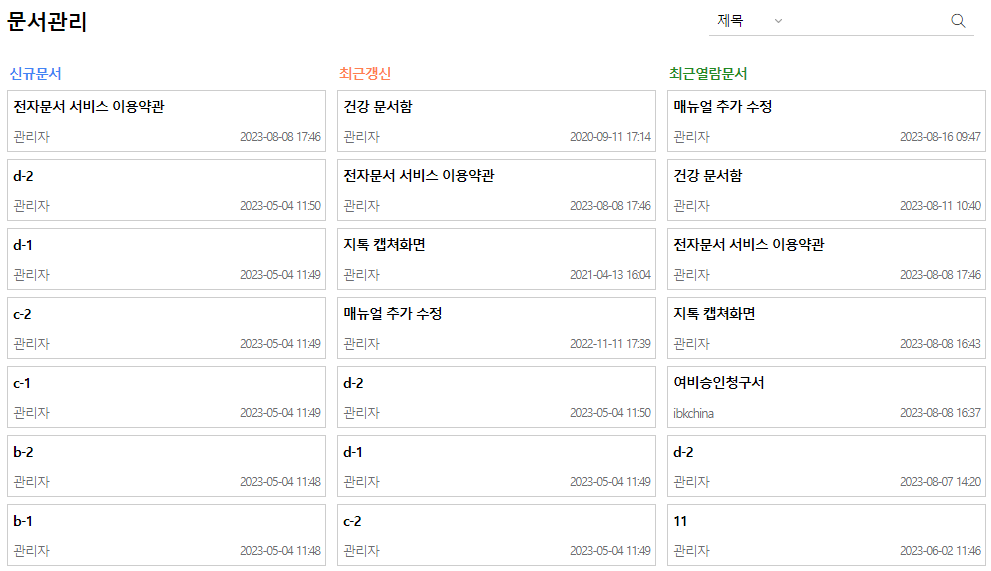 문서관리
제목
신규문서
전자문서 서비스 이용약관
관리자 2023-08-08 17:46
d-2
관리자 2023-05-04 11:50
d-1
관리자 2023-05-04 11:49
c-2
관리자 2023-05-04 11:49
c-1
관리자 2023-05-04 11:49
b-2
관리자 2023-05-04 11:48
b-1
관리자 2023-05-04 11:48
최근갱신
건강 문서함
관리자 2020-09-11 17:14
전자문서 서비스 이용약관
관리자 2023-08-08 17:46
지톡 캡쳐화면
관리자 2021-04-13 16:04
매뉴얼 추가 수정
관리자 2022-11-11 17:39
d-2
관리자 2023-05-04 11:50
d-1
관리자 2023-05-04 11:49
c-2
관리자 2023-05-04 11:49
최근열람문서
매뉴얼 추가 수정
관리자 2023-08-16 09:47
건강 문서함
관리자 2023-08-11 10:40
전자문서 서비스 이용약관
관리자 2023-08-08 17:46
지톡 캡쳐화면
관리자 2023-08-08 16:43
여비승인청구서
ibkchina 2023-08-08 16:37
d-2
관리자 2023-08-07 14:20
11
관리자 2023-06-02 11:46